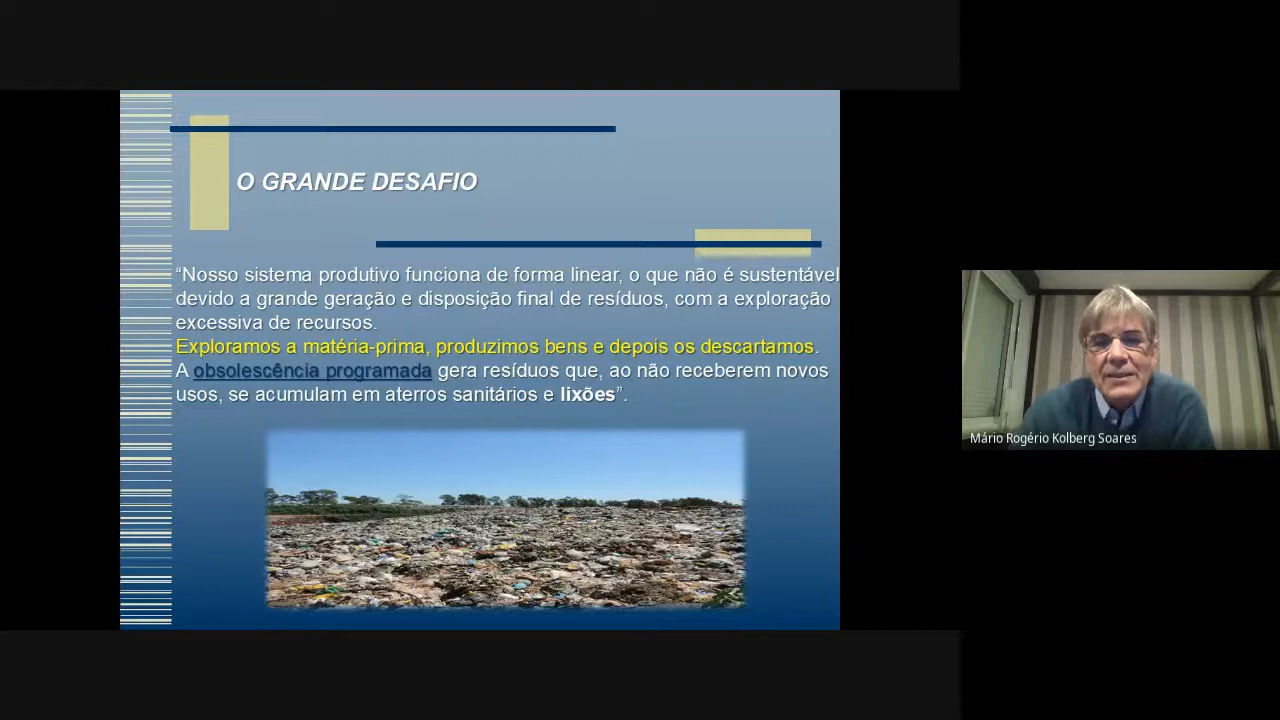 O GRANDE DESAFIO
“Nosso sistema produtivo funciona de forma linear, o que não é sustentável
devido a grande geração e disposição final de resíduos, com a exploração
excessiva de recursos.
Exploramos a matéria-prima, produzimos bens e depois os descartamos.
A obsolescência programada gera resíduos que, ao não receberem novos
usos, se acumulam em aterros sanitários e lixões”.
Mário Rogério Kolberg Soares